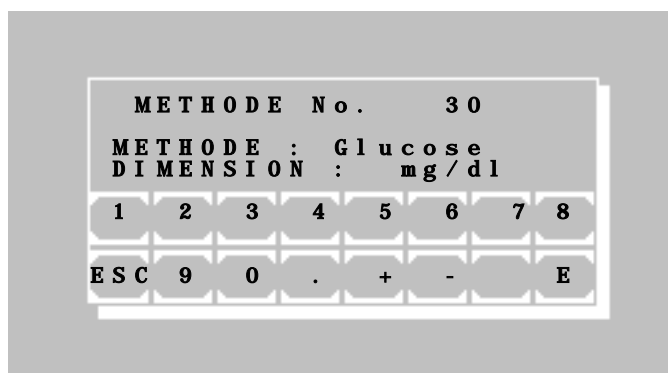 METHODE No. 30
METHODE : Glucose
DIMENSION : mg/dl
1 2 3 4 5 6 7 8
ESC 9 0 . + - E